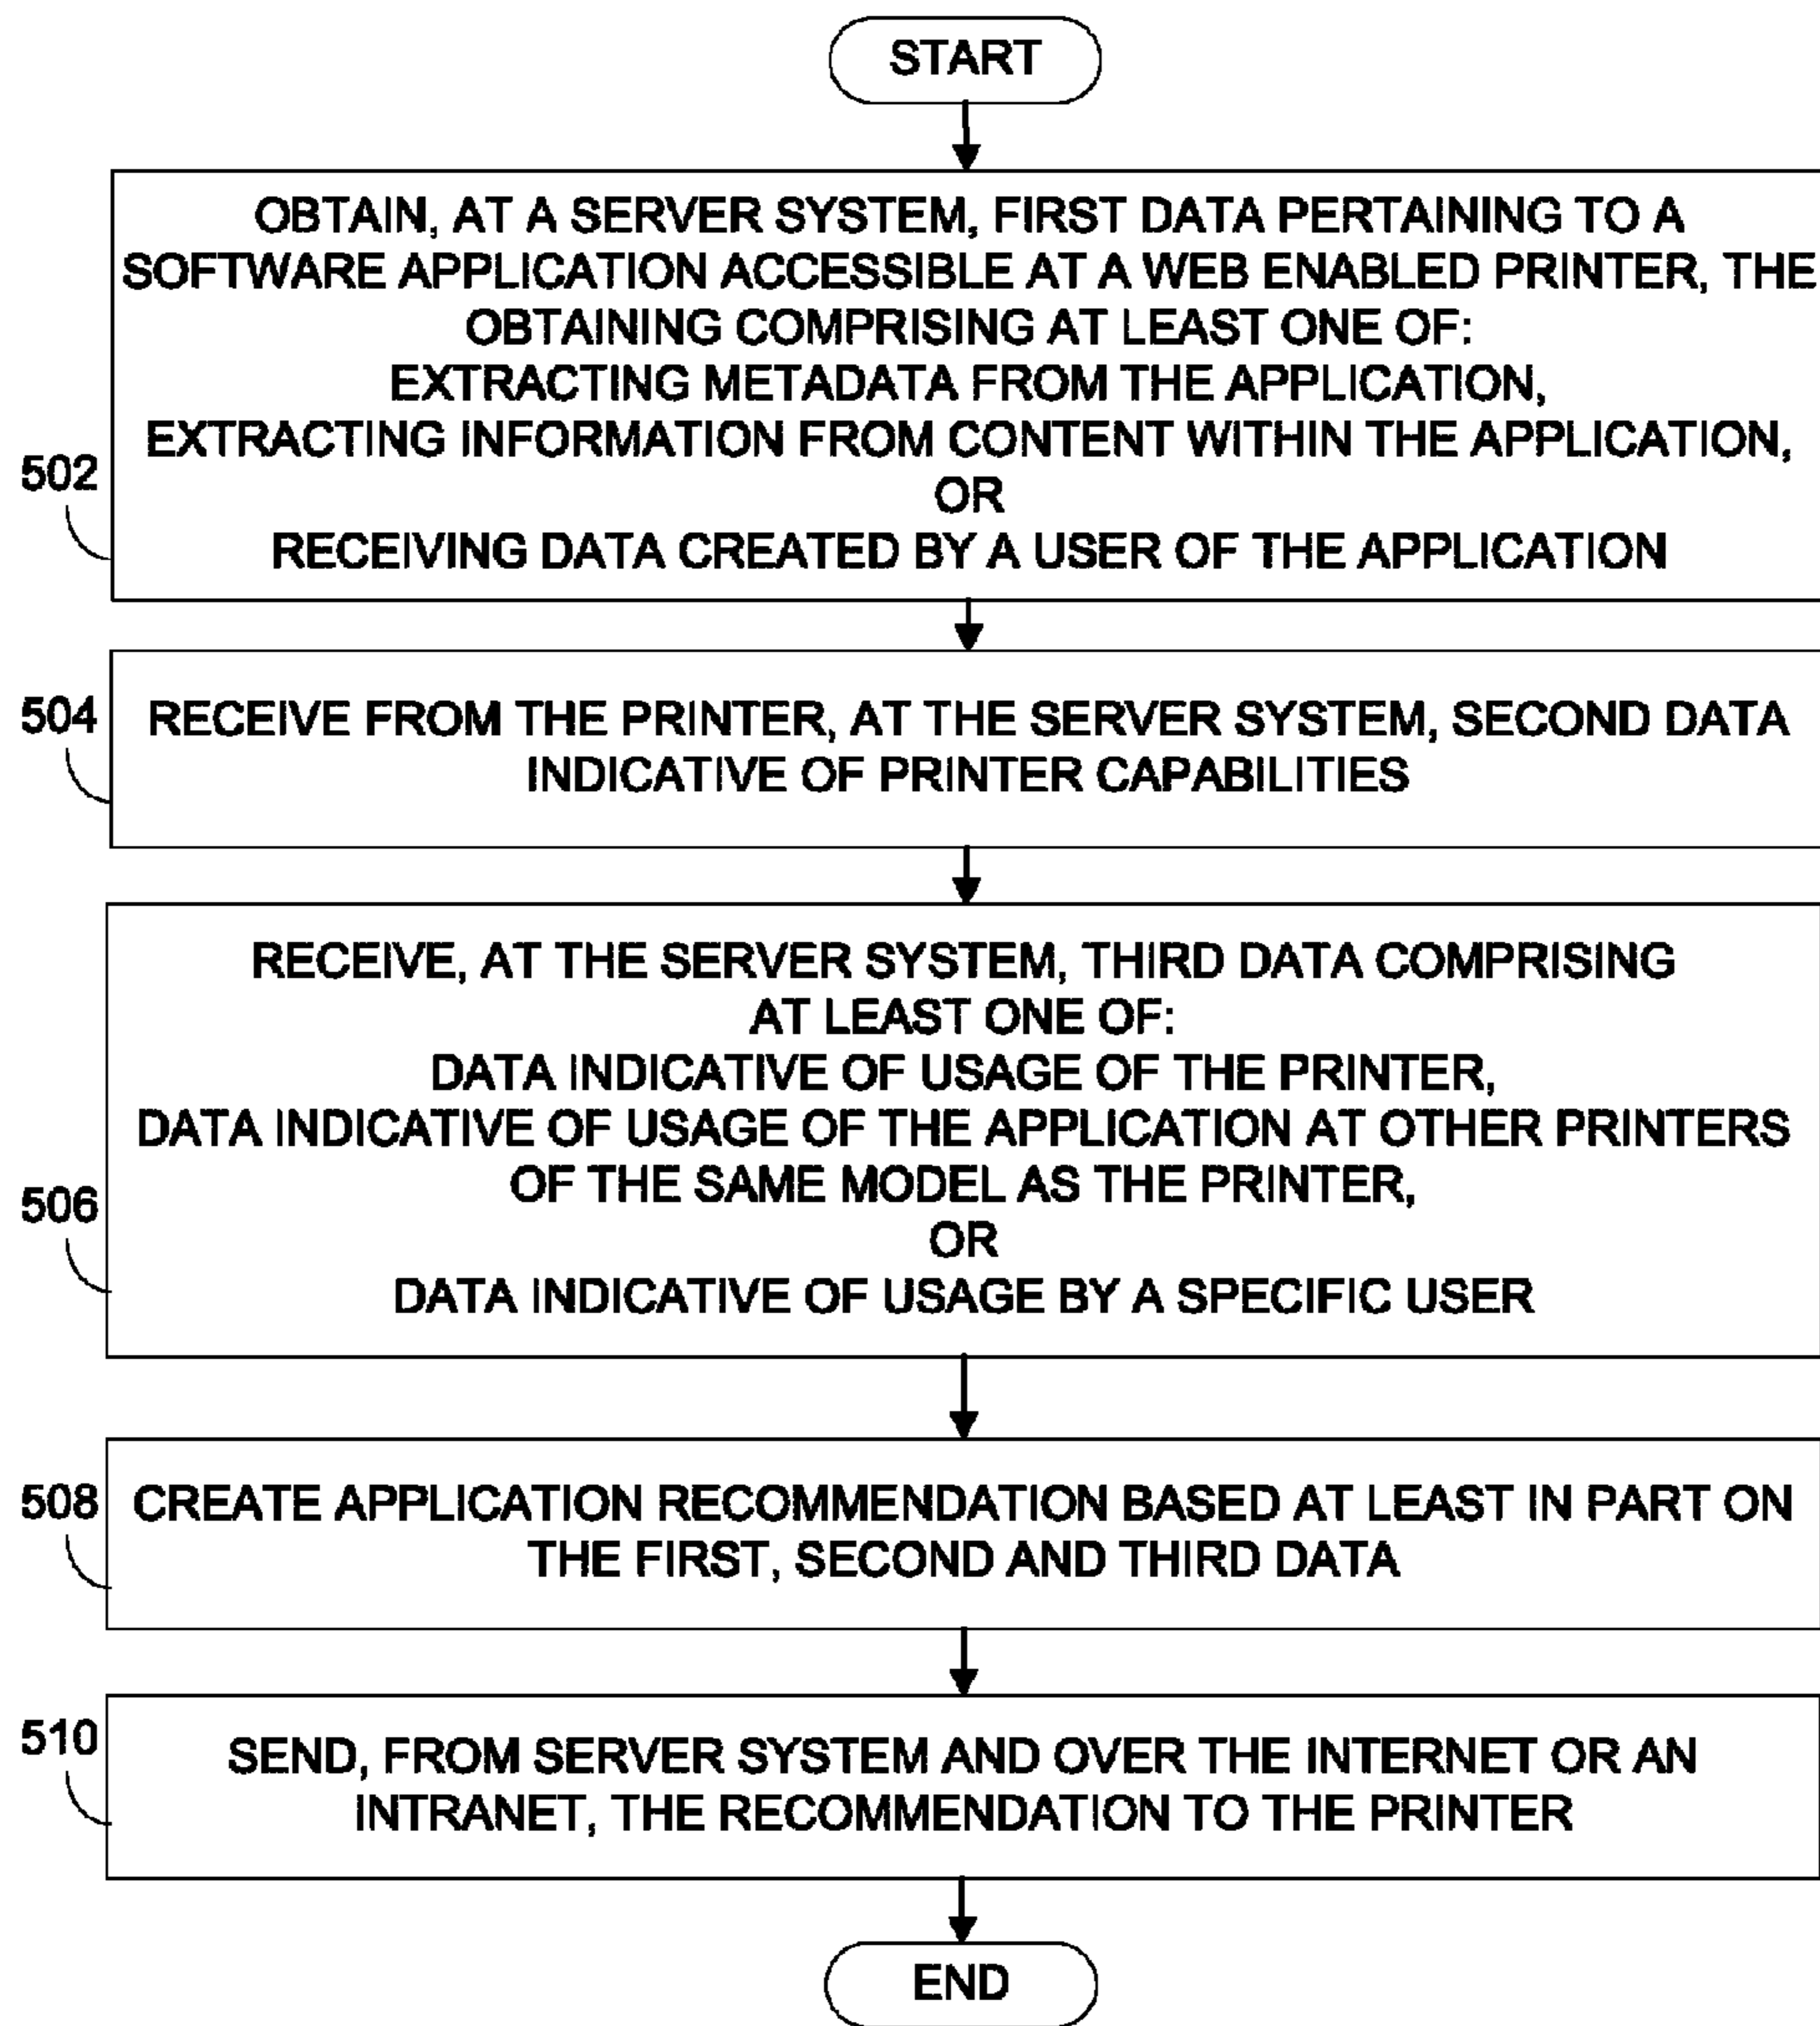 START
OBTAIN, AT A SERVER SYSTEM, FIRST DATA PERTAINING TO A
SOFTWARE APPLICATION ACCESSIBLE AT A WEB ENABLED PRINTER, THE
OBTAINING COMPRISING AT LEAST ONE OF:
EXTRACTING METADATA FROM THE APPLICATION,
EXTRACTING INFORMATION FROM CONTENT WITHIN THE APPLICATION,
OR
RECEIVING DATA CREATED BY A USER OF THE APPLICATION
502
RECEIVE FROM THE PRINTER, AT THE SERVER SYSTEM, SECOND DATA
INDICATIVE OF PRINTER CAPABILITIES
504
RECEIVE, AT THE SERVER SYSTEM, THIRD DATA COMPRISING
AT LEAST ONE OF:
DATA INDICATIVE OF USAGE OF THE PRINTER,
DATA INDICATIVE OF USAGE OF THE APPLICATION AT OTHER PRINTERS
OF THE SAME MODEL AS THE PRINTER,
OR
DATA INDICATIVE OF USAGE BY A SPECIFIC USER
506
CREATE APPLICATION RECOMMENDATION BASED AT LEAST IN PART ON
THE FIRST, SECOND AND THIRD DATA
508
SEND, FROM SERVER SYSTEM AND OVER THE INTERNET OR AN
INTRANET, THE RECOMMENDATION TO THE PRINTER
510
END